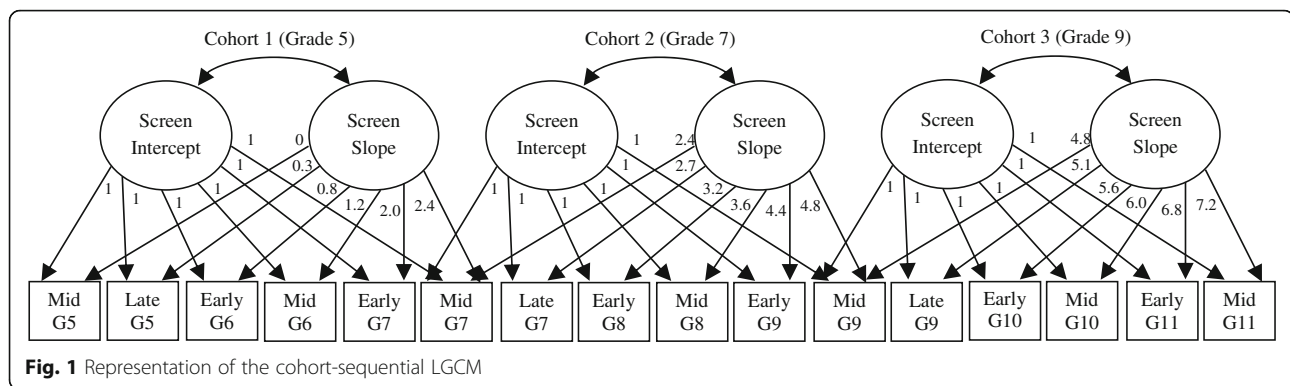 Cohort 1 (Grade 5) Cohort 2 (Grade 7) Cohort 3 (Grade 9)
Screen Intercept
Screen Slope
Screen Intercept
Screen Slope
Screen Intercept
Screen Slope
1 0 1 2.4 1 4.8
1 0.3 1 2.7 1 5.1
1 1 1 0.8 1 1.2 2.0 2.4
1 1 1 3.2 1 3.6 4.4 4.8
1 1 1 5.6 1 6.0 6.8 7.2
Mid G5
Late G5
Early G6
Mid G6
Early G7
Mid G7
Late G7
Early G8
Mid G8
Early G9
Mid G9
Late G9
Early G10
Mid G10
Early G11
Mid G11
Fig. 1 Representation of the cohort-sequential LGCM